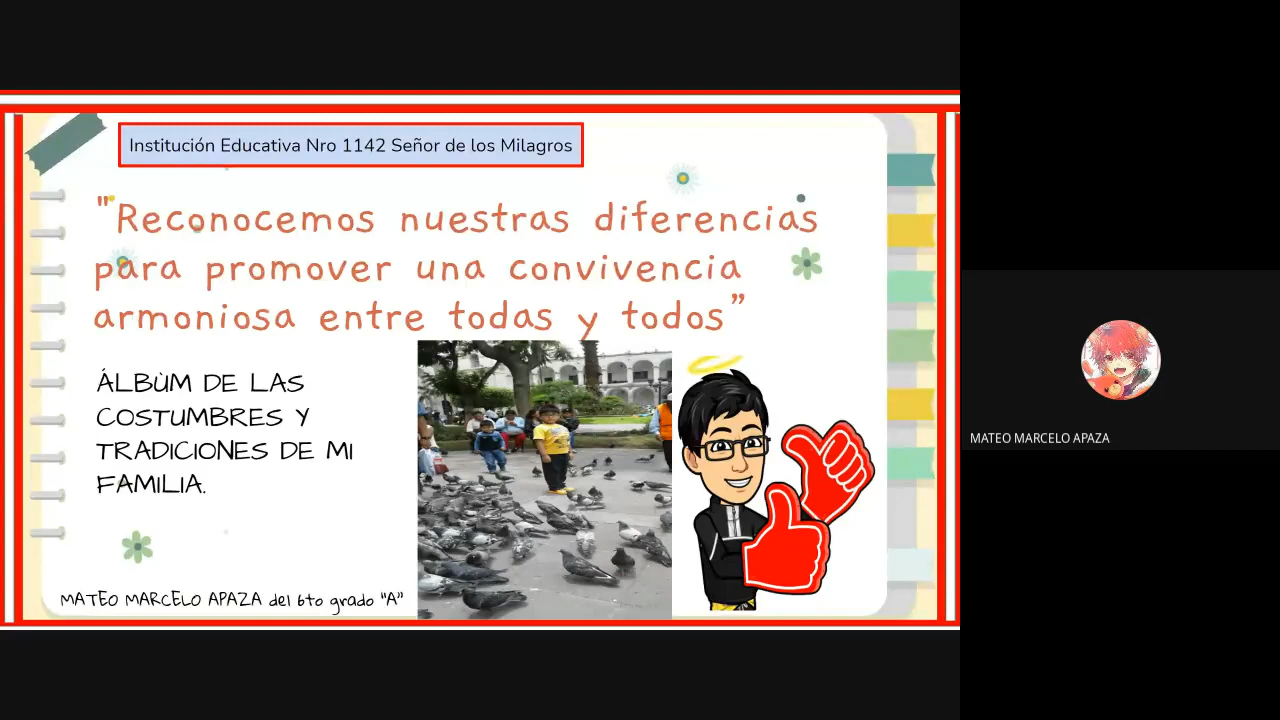 Institución Educativa Nro 1142 Señor de los Milagros
"Reconocemos nuestras diferencias
para promover una convivencia
armoniosa entre todas y todos”
ÁLBÙM DE LAS
COSTUMBRES Y
TRADICIONES DE MI
FAMILIA.
MATEO MARCELO APAZA del 6to grado "A"
MATEO MARCELO APAZA